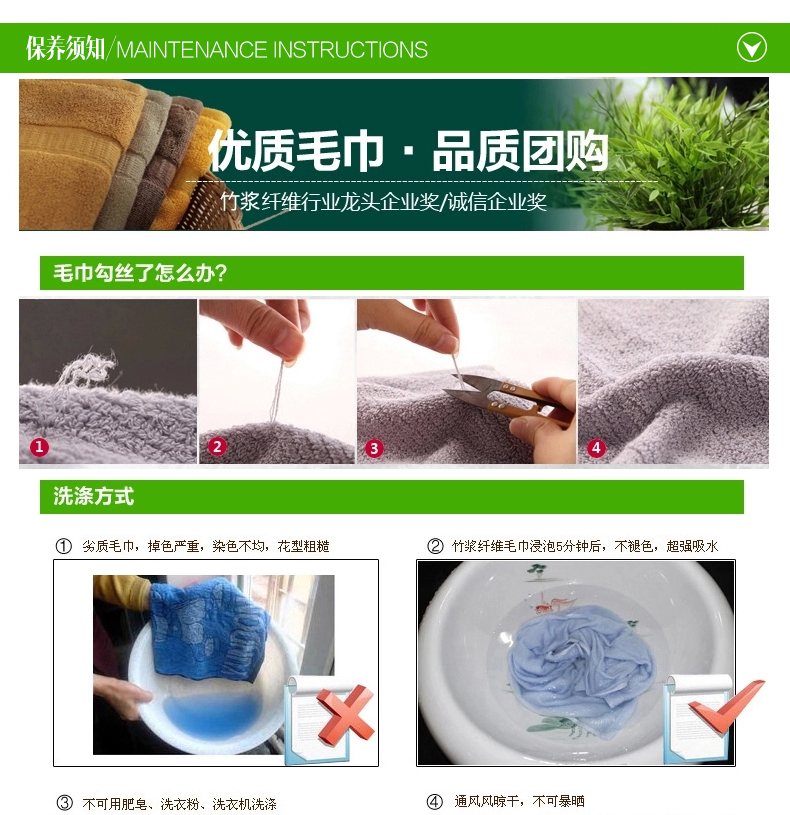 保养须知/MAINTENANCE INSTRUCTIONS
优质毛巾·品质团购
竹浆纤维行业龙头企业奖/诚信企业奖
毛巾勾丝了怎么办?
1 2 3 4
洗涤方式
① 劣质毛巾，掉色严重，染色不均，花型粗糙
② 竹浆纤维毛巾浸泡5分钟后，不褪色，超强吸水
③ 不可用肥皂、洗衣粉、洗衣机洗涤
④ 通风风晾干，不可暴晒